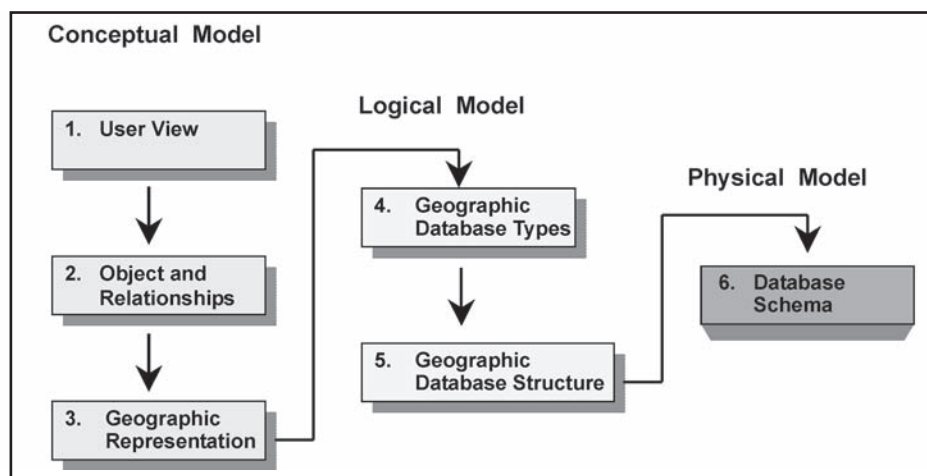 Conceptual Model
1. User View
2. Object and
Relationships
3. Geographic
Representation
Logical Model
4. Geographic
Database Types
5. Geographic
Database Structure
Physical Model
6. Database
Schema